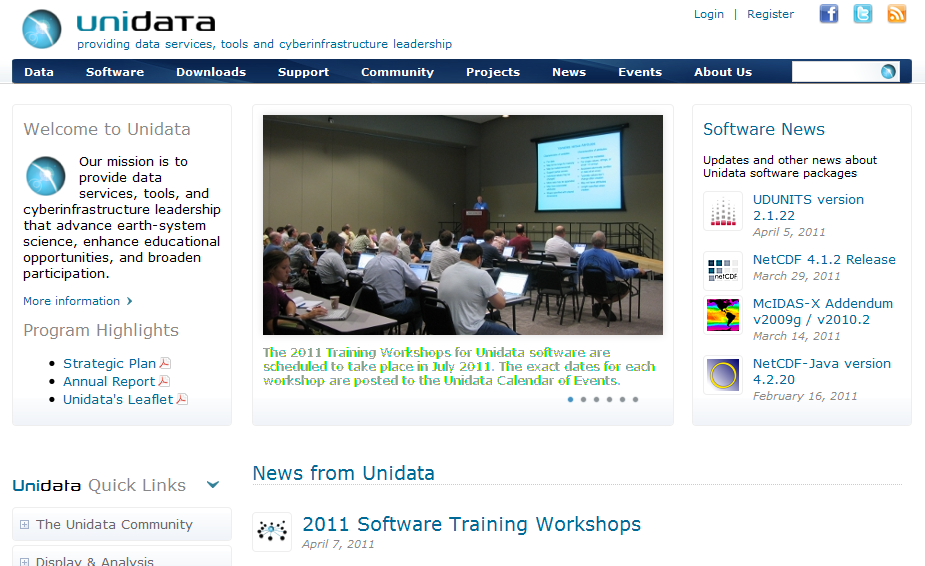 unidata
providing data services, tools and cyberinfrastructure leadership
Login | Register
Data Software Downloads Support Community Projects News Events About Us
Welcome to Unidata
Our mission is to
provide data
services, tools, and
cyberinfrastructure leadership
that advance earth-system
science, enhance educational
opportunities, and broaden
participation.
More information
Program Highlights
Strategic Plan
Annual Report
Unidata's Leaflet
The 2011 Training Workshops for Unidata software are
scheduled to take place in July 2011. The exact dates for each
workshop are posted to the Unidata Calendar of Events.
Software News
Updates and other news about
Unidata software packages
UDUNITS version
2.1.22
April 5, 2011
netCDF
NetCDF 4.1.2 Release
March 29, 2011
McIDAS-X Addendum
v2009g / v2010.2
March 14, 2011
NetCDF-Java version
4.2.20
February 16, 2011
unidata Quick Links
The Unidata Community
Display & Analysis
News from Unidata
2011 Software Training Workshops
April 7, 2011